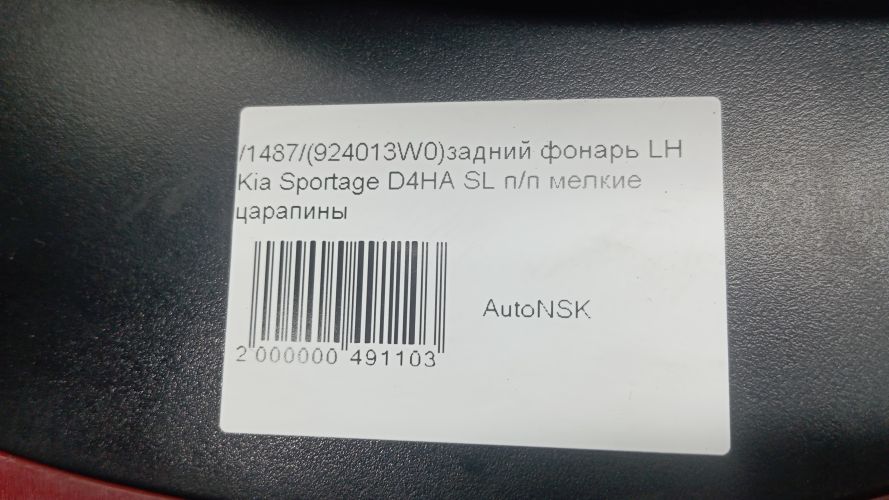 /1487/(924013W0)задний фонарь LH
Kia Sportage D4HA SL п/п мелкие
царапины
AutoNSK
2 000000 491103